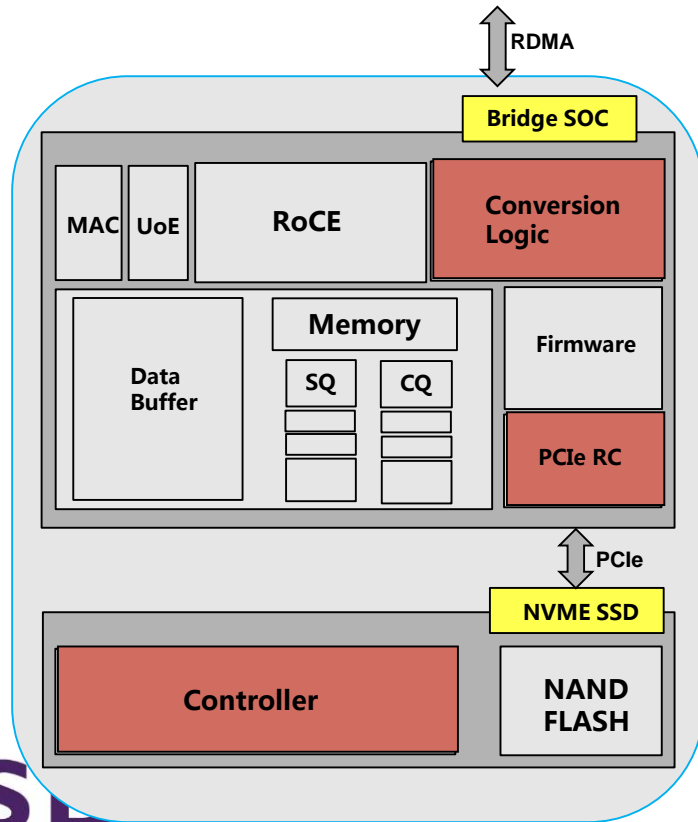 RDMA
Bridge SOC
MAC
UoE
RoCE
Conversion
Logic
Memory
Data
Buffer
SQ
CQ
Firmware
PCIe RC
PCIe
NVME SSD
Controller
NAND
FLASH